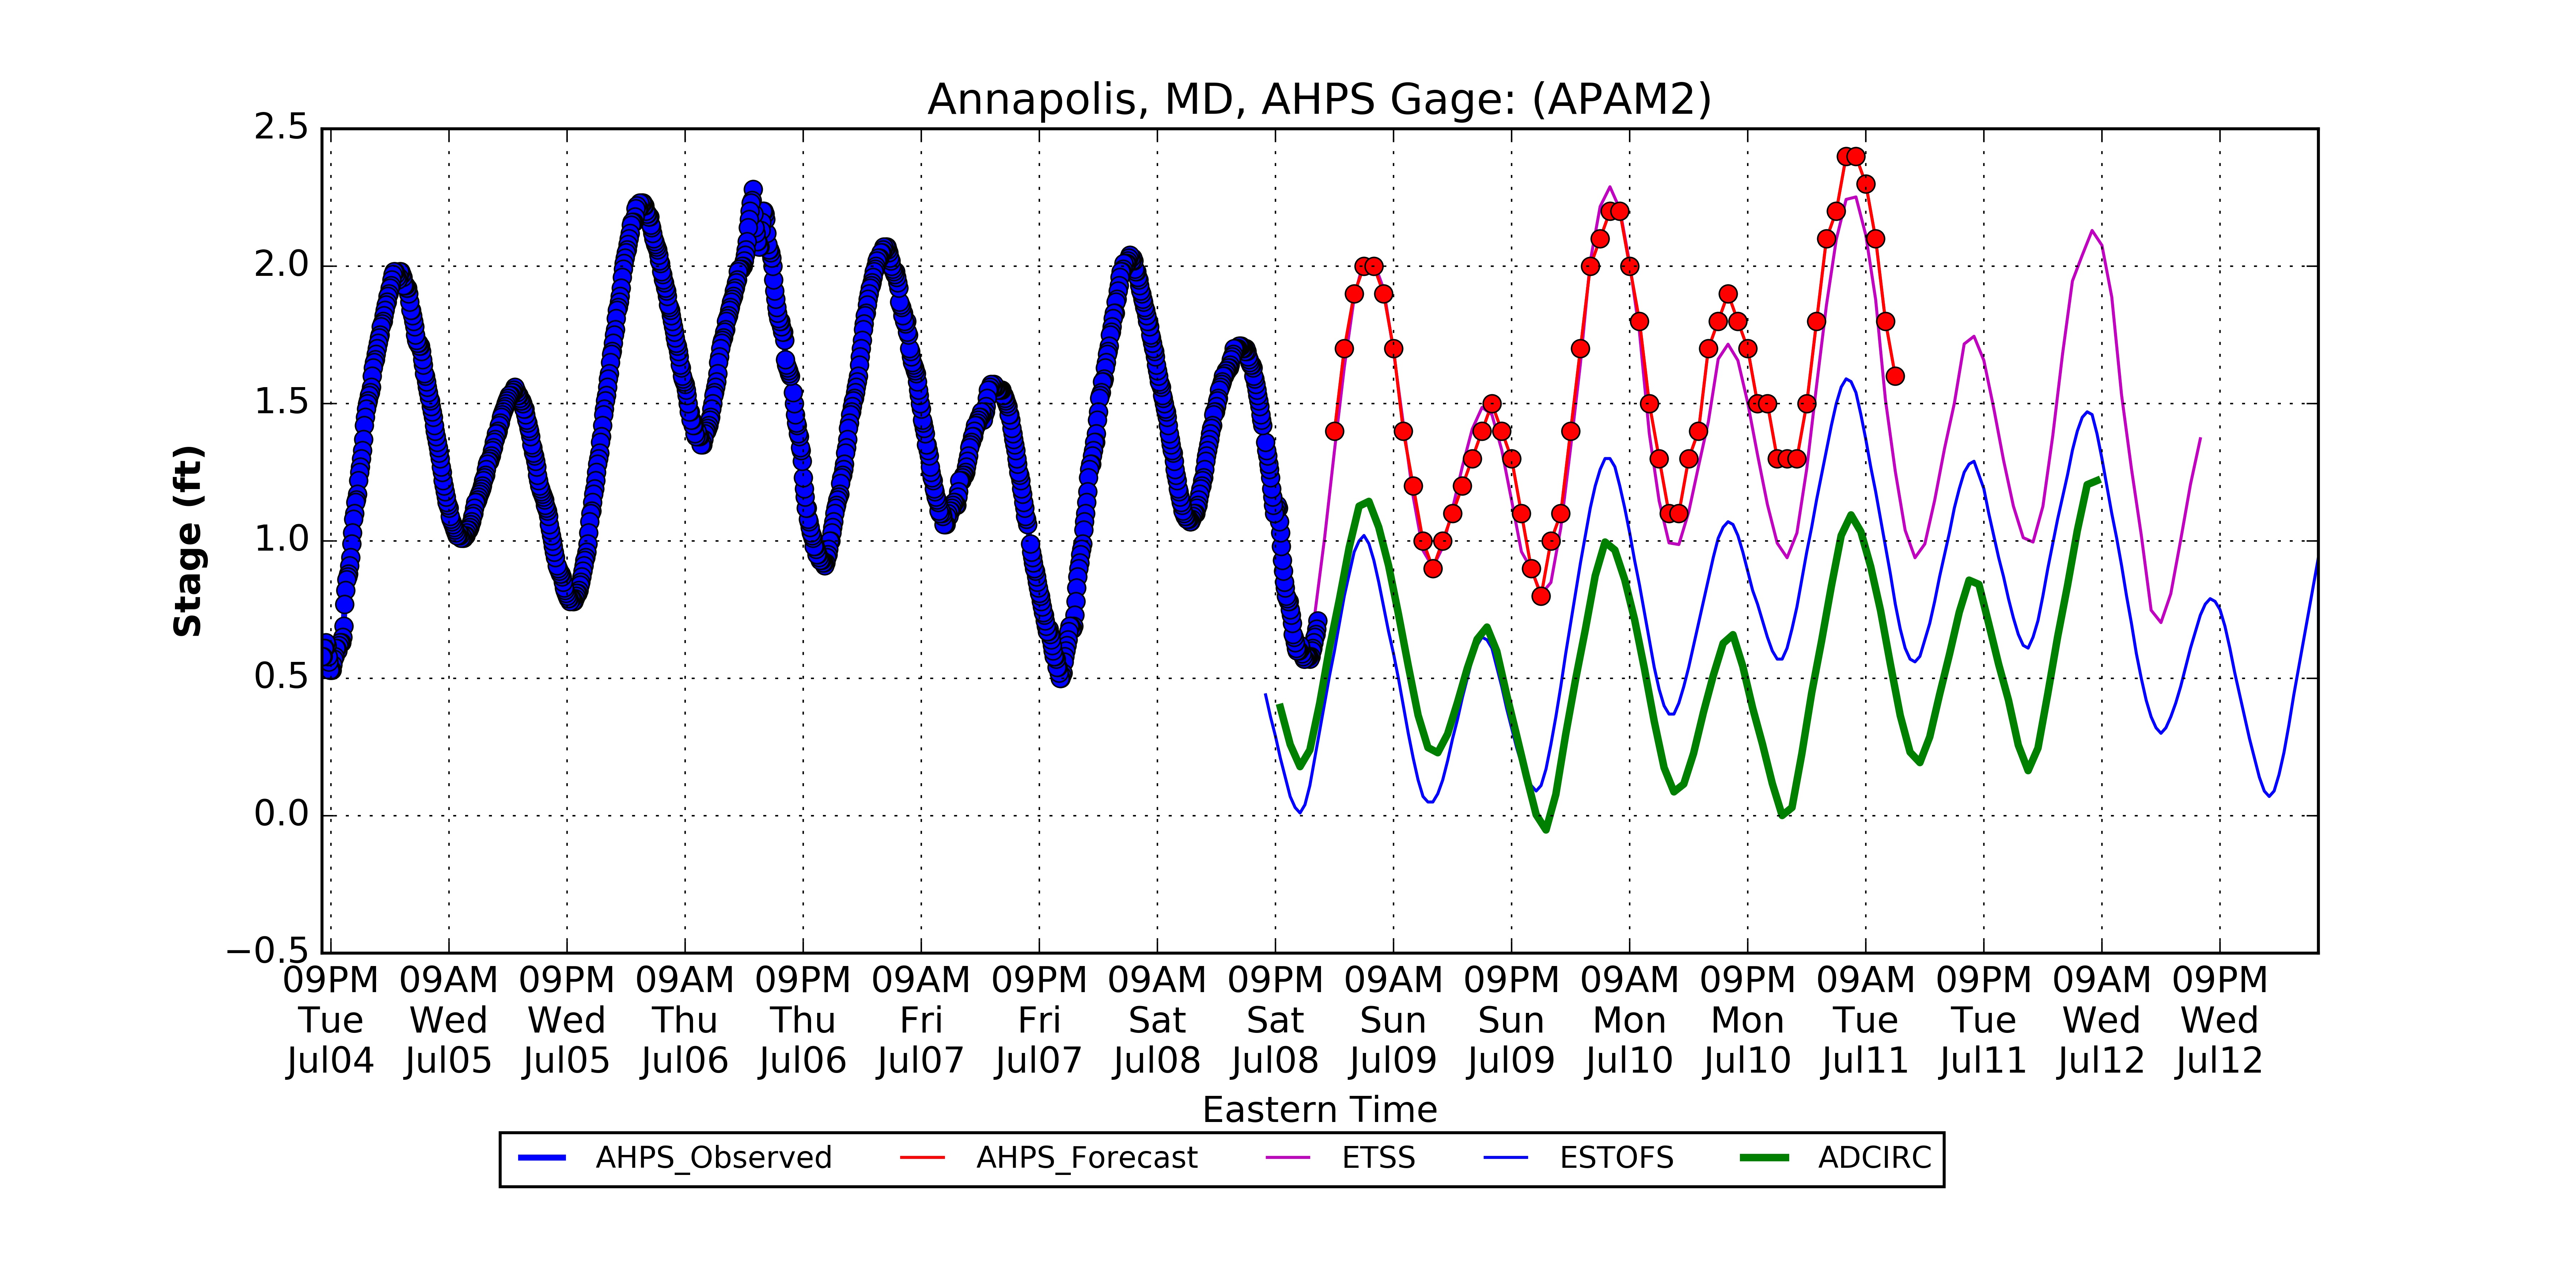 Annapolis, MD, AHPS Gage: (APAM2)
2.5
2.0
1.5
1.0
0.5
0.0
−0.5
Stage (ft)
09PM 09AM 09PM 09AM 09PM 09AM 09PM 09AM 09PM 09AM 09PM 09AM 09PM 09AM 09PM 09AM 09PM
Tue Wed Wed Thu Thu Fri Fri Sat Sat Sun Sun Mon Mon Tue Tue Wed Wed
Jul04 Jul05 Jul05 Jul06 Jul06 Jul07 Jul07 Jul08 Jul08 Jul09 Jul09 Jul10 Jul10 Jul11 Jul11 Jul12 Jul12
Eastern Time
AHPS_Observed AHPS_Forecast ETSS ESTOFS ADCIRC